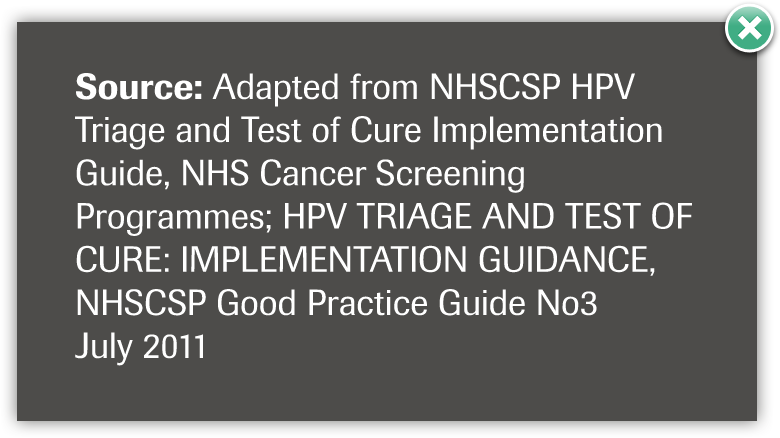 Source: Adapted from NHSCSP HPV
Triage and Test of Cure Implementation
Guide, NHS Cancer Screening
Programmes; HPV TRIAGE AND TEST OF
CURE: IMPLEMENTATION GUIDANCE,
NHSCSP Good Practice Guide No3
July 2011